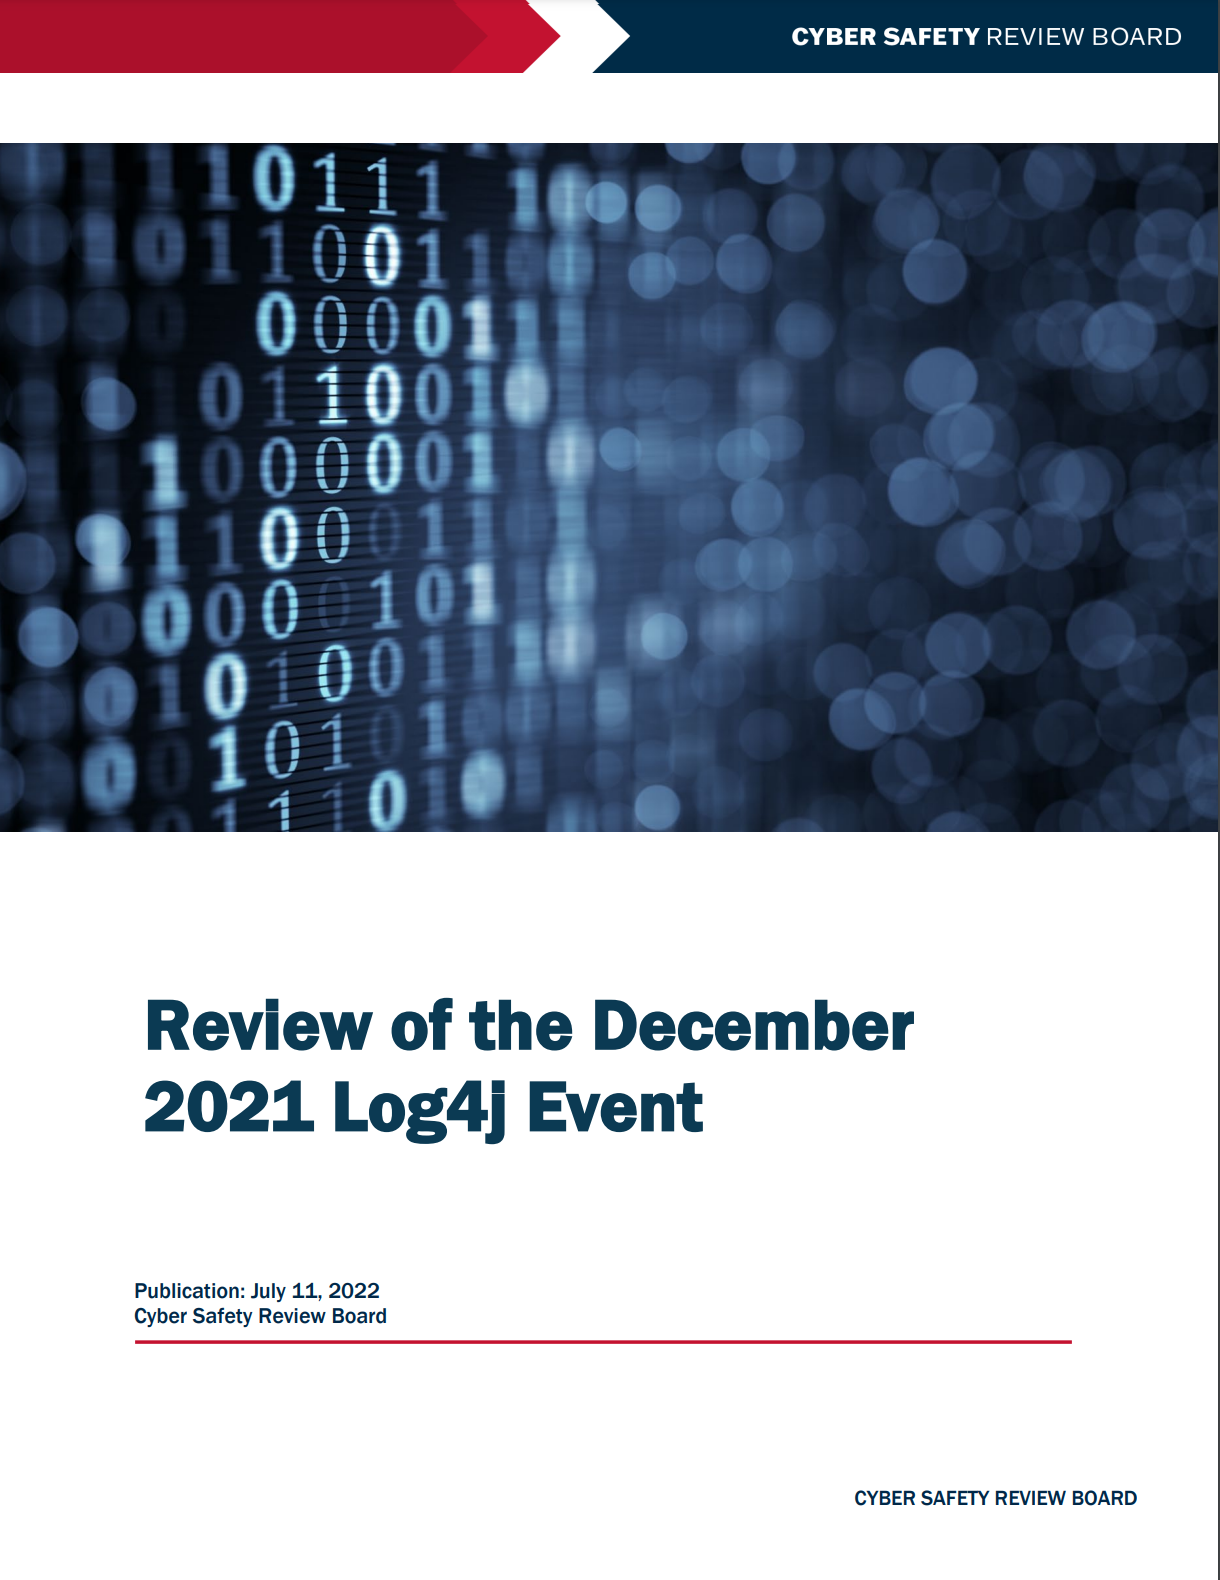 CYBER SAFETY REVIEW BOARD
Review of the December
2021 Log4j Event
Publication: July 11, 2022
Cyber Safety Review Board
CYBER SAFETY REVIEW BOARD